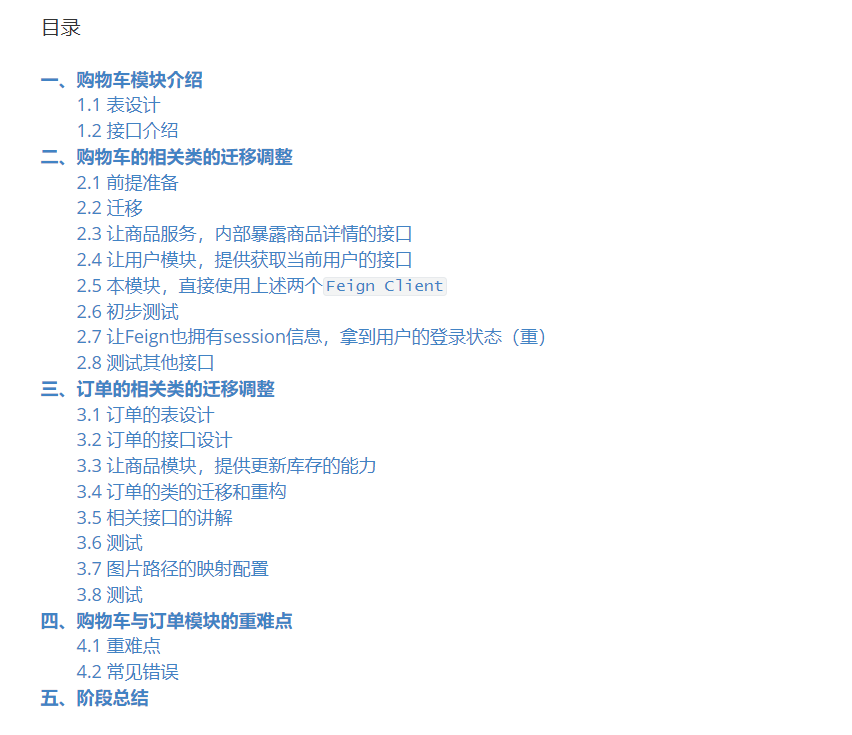 目录
一、购物车模块介绍
1.1 表设计
1.2 接口介绍
二、购物车的相关类的迁移调整
2.1 前提准备
2.2 迁移
2.3 让商品服务，内部暴露商品详情的接口
2.4 让用户模块，提供获取当前用户的接口
2.5 本模块，直接使用上述两个Feign Client
2.6 初步测试
2.7 让Feign也拥有session信息，拿到用户的登录状态（重）
2.8 测试其他接口
三、订单的相关类的迁移调整
3.1 订单的表设计
3.2 订单的接口设计
3.3 让商品模块，提供更新库存的能力
3.4 订单的类的迁移和重构
3.5 相关接口的讲解
3.6 测试
3.7 图片路径的映射配置
3.8 测试
四、购物车与订单模块的重难点
4.1 重难点
4.2 常见错误
五、阶段总结